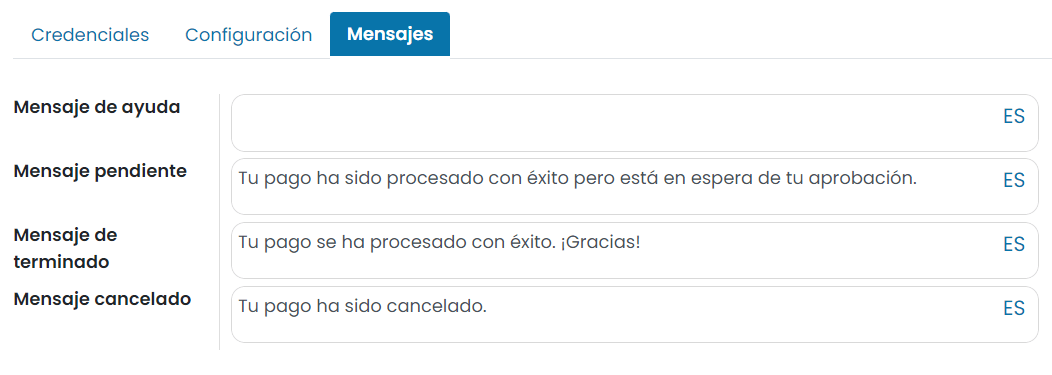 Credenciales Configuración Mensajes
Mensaje de ayuda ES
Mensaje pendiente Tu pago ha sido procesado con éxito pero está en espera de tu aprobación. ES
Mensaje de terminado Tu pago se ha procesado con éxito. ¡Gracias! ES
Mensaje cancelado Tu pago ha sido cancelado. ES